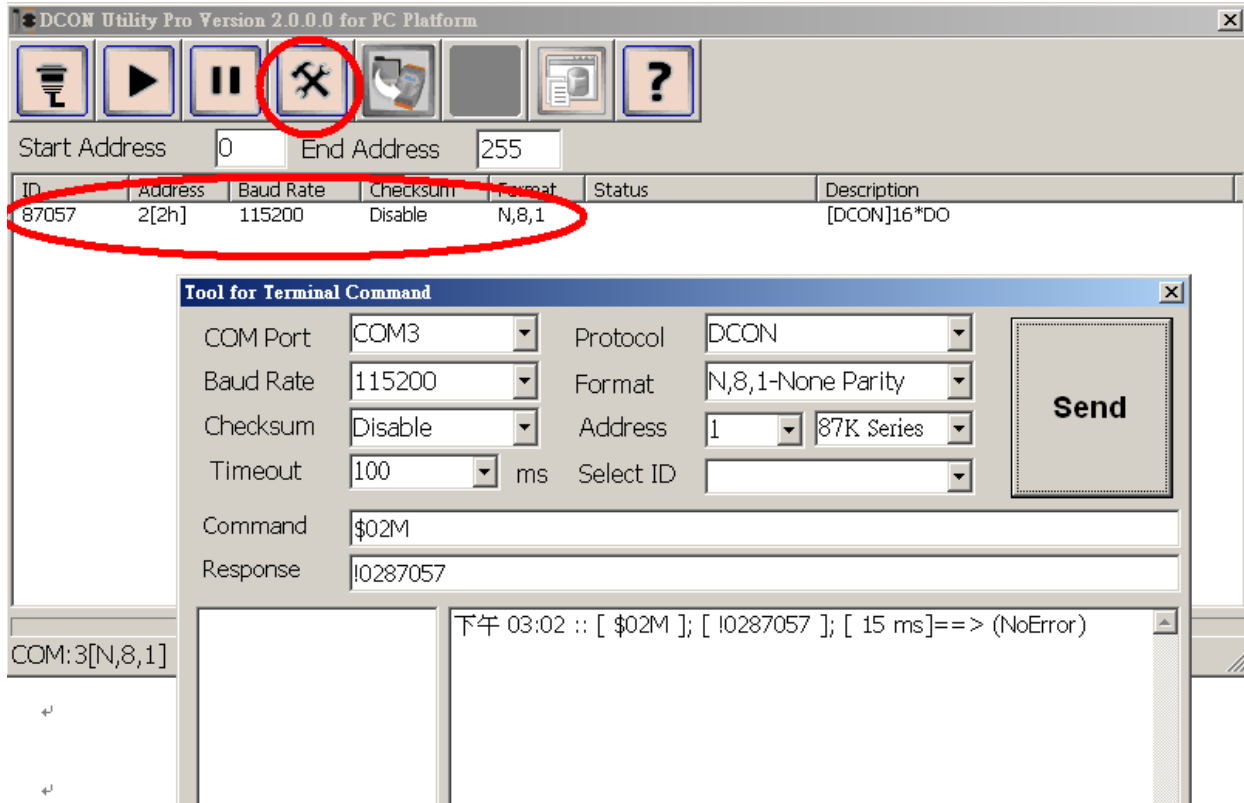 DCON Utility Pro Version 2.0.0.0 for PC Platform
?
Start Address 0 End Address 255
ID Address Baud Rate Checksum Format Status Description
87057 2[2h] 115200 Disable N,8,1 [DCON]16*DO
Tool for Terminal Command
COM Port COM3 Protocol DCON
Baud Rate 115200 Format N,8,1-None Parity
Checksum Disable Address 1 87K Series
Timeout 100 ms Select ID
Send
Command $02M
Response !0287057
下午 03:02 :: [ $02M ]; [ !0287057 ]; [ 15 ms]==> (NoError)
COM:3[N,8,1]